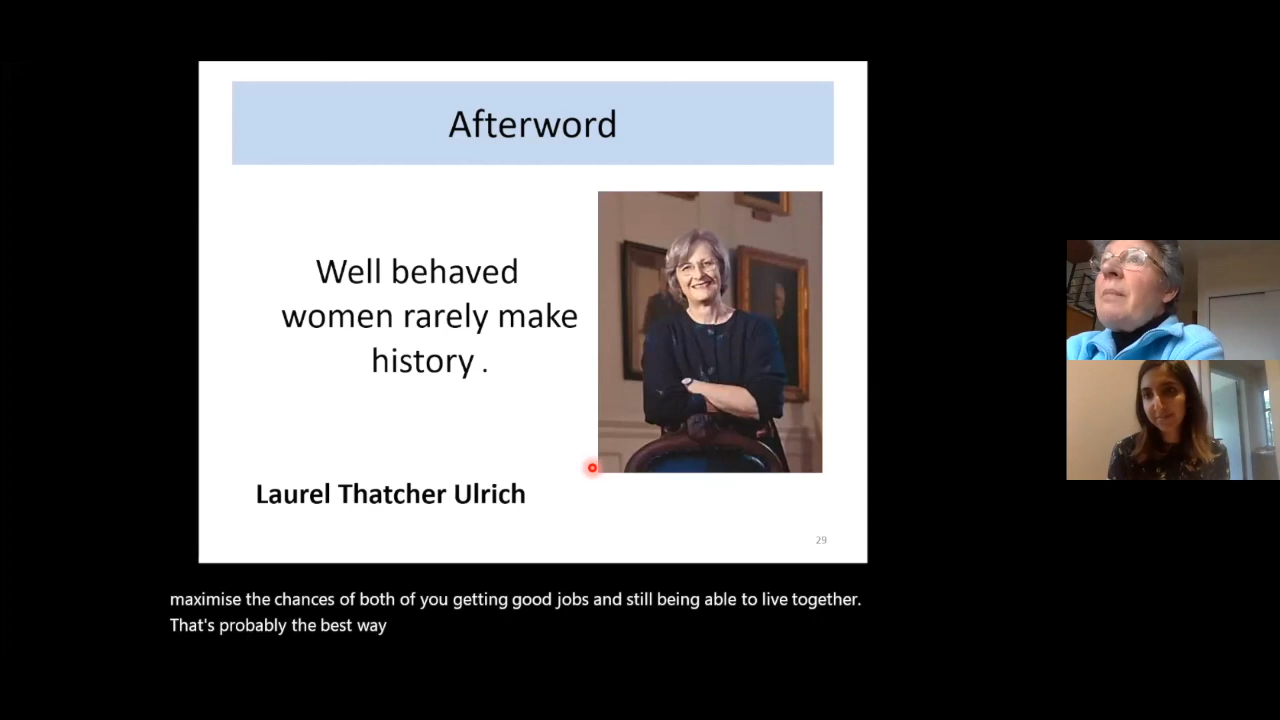 Afterword
Well behaved
women rarely make
history .
Laurel Thatcher Ulrich
29
maximise the chances of both of you getting good jobs and still being able to live together.
That's probably the best way